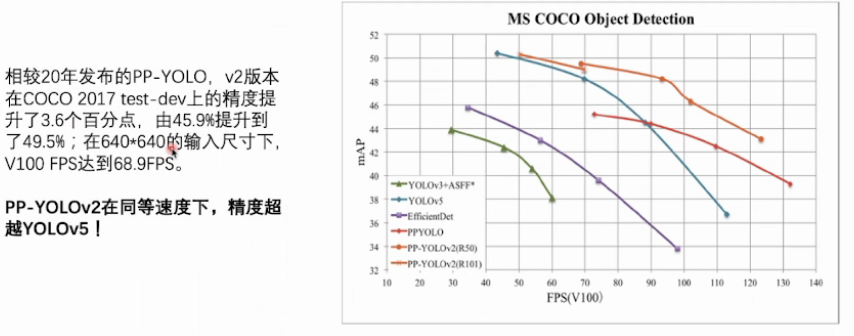 相较20年发布的PP-YOLO，v2版本
在COCO 2017 test-dev上的精度提
升了3.6个百分点，由45.9%提升到
了49.5%；在640*640的输入尺寸下，
V100 FPS达到68.9FPS。
PP-YOLOv2在同等速度下，精度超
越YOLOv5！
MS COCO Object Detection
52
50
48
46
44
42
40
38
36
34
32
mAP
YOLOv3+ASFF*
YOLOv5
EfficientDet
PPYOLO
PP-YOLOv2(R50)
PP-YOLOv2(R101)
10 20 30 40 50 60 70 80 90 100 110 120 130 140
FPS(V100)